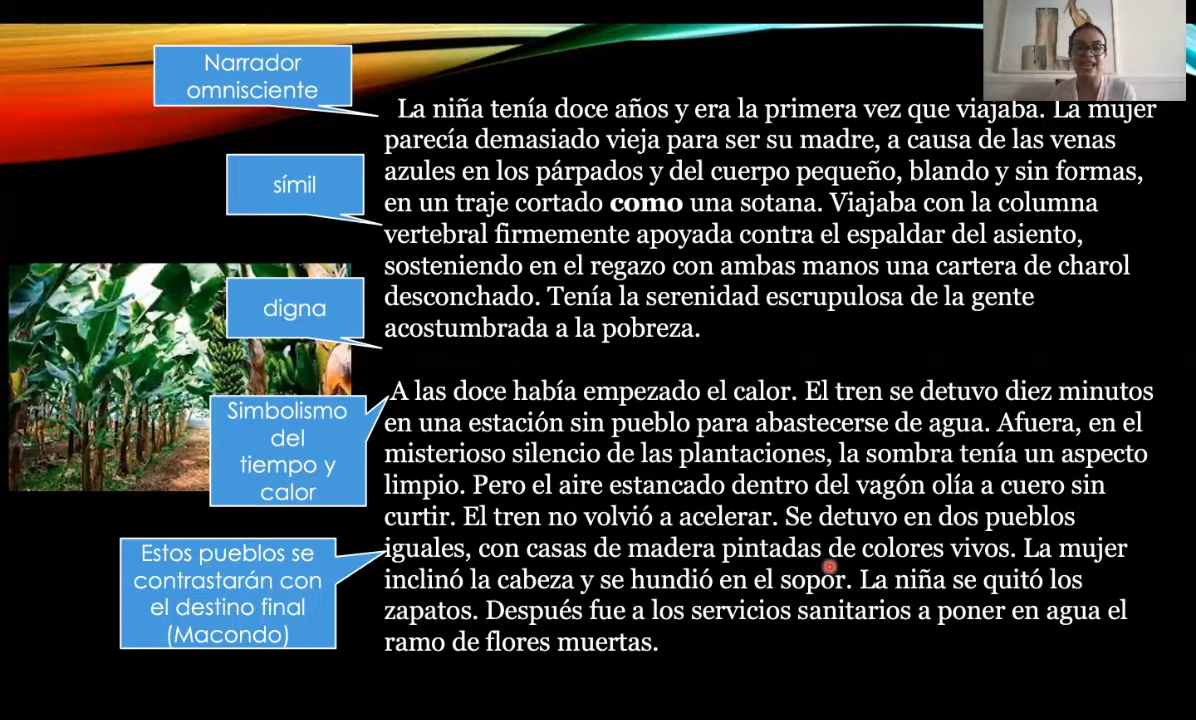 Narrador
omnisciente
La niña tenía doce años y era la primera vez que viajaba. La mujer
parecía demasiado vieja para ser su madre, a causa de las venas
azules en los párpados y del cuerpo pequeño, blando y sin formas,
en un traje cortado como una sotana. Viajaba con la columna
vertebral firmemente apoyada contra el espaldar del asiento,
sosteniendo en el regazo con ambas manos una cartera de charol
desconchado. Tenía la serenidad escrupulosa de la gente
acostumbrada a la pobreza.
símil
digna
A las doce había empezado el calor. El tren se detuvo diez minutos
en una estación sin pueblo para abastecerse de agua. Afuera, en el
misterioso silencio de las plantaciones, la sombra tenía un aspecto
limpio. Pero el aire estancado dentro del vagón olía a cuero sin
curtir. El tren no volvió a acelerar. Se detuvo en dos pueblos
iguales, con casas de madera pintadas de colores vivos. La mujer
inclinó la cabeza y se hundió en el sopor. La niña se quitó los
zapatos. Después fue a los servicios sanitarios a poner en agua el
ramo de flores muertas.
Simbolismo
del
tiempo y
calor
Estos pueblos se
contrastarán con
el destino final
(Macondo)